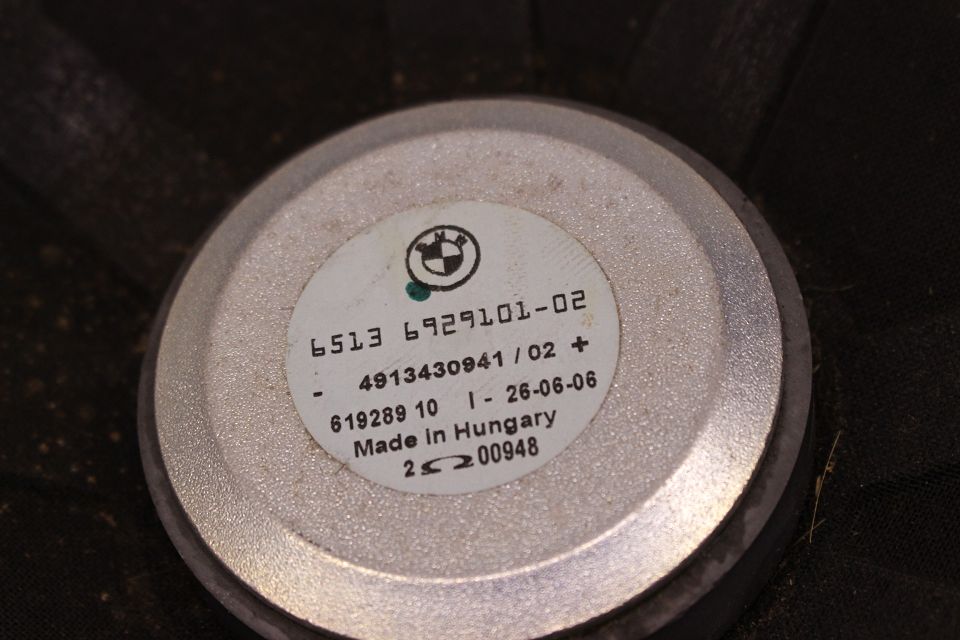 BMW
6513 6929101-02
- 4913430941 / 02 +
619289 10 I - 26-06-06
Made in Hungary
2 Ω 00948